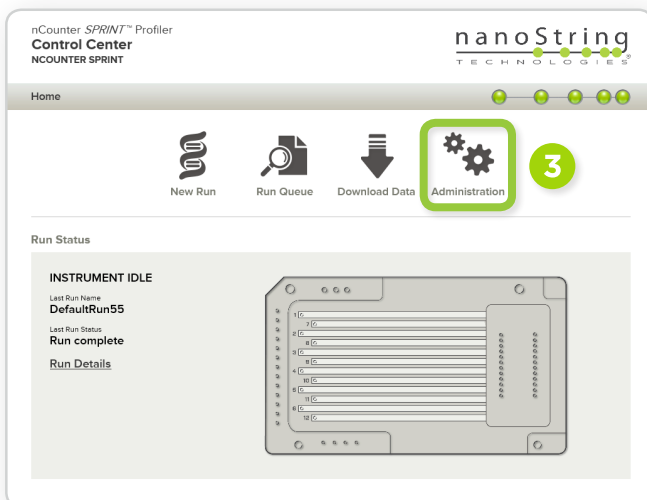 nCounter SPRINT™ Profiler
Control Center
NCOUNTER SPRINT
nanoString
TECHNOLOGIES®
Home
New Run
Run Queue
Download Data
Administration
3
Run Status
INSTRUMENT IDLE
Last Run Name
DefaultRun55
Last Run Status
Run complete
Run Details
1
7
2
8
3
9
4
10
5
11
6
12